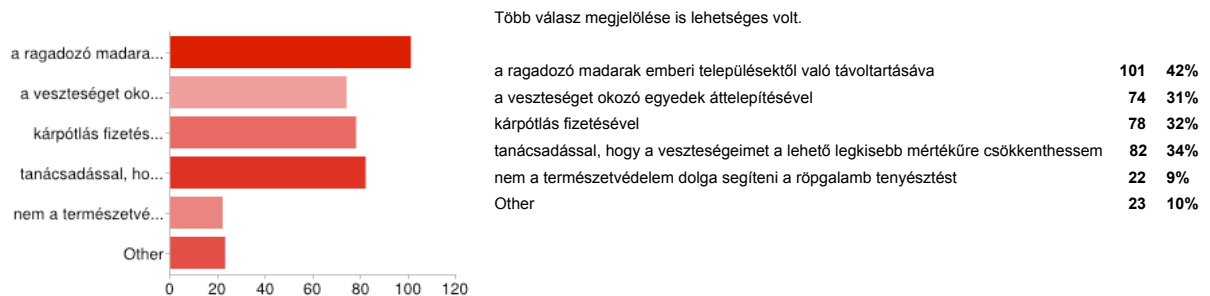 Több válasz megjelölése is lehetséges volt.
a ragadozó madara...
a veszteséget oko...
kárpótlás fizetés...
tanácsadással, ho...
nem a természetvé...
Other
0 20 40 60 80 100 120
a ragadozó madarak emberi településektől való távoltartásáva 101 42%
a veszteséget okozó egyedek áttelepítésével 74 31%
kárpótlás fizetésével 78 32%
tanácsadással, hogy a veszteségeimet a lehető legkisebb mértékűre csökkenthessem 82 34%
nem a természetvédelem dolga segíteni a röpgalamb tenyésztést 22 9%
Other 23 10%